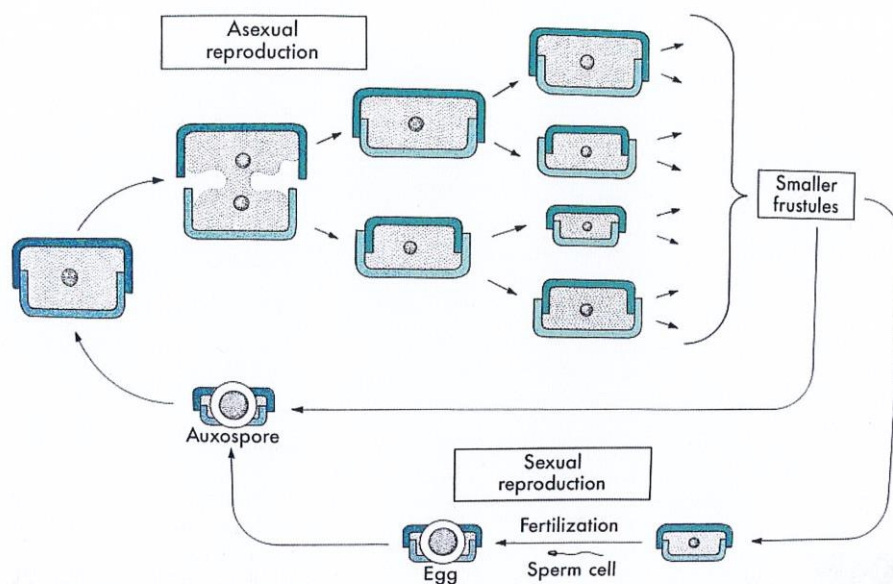 Asexual
reproduction
Smaller
frustules
Auxospore
Sexual
reproduction
Fertilization
Egg
Sperm cell